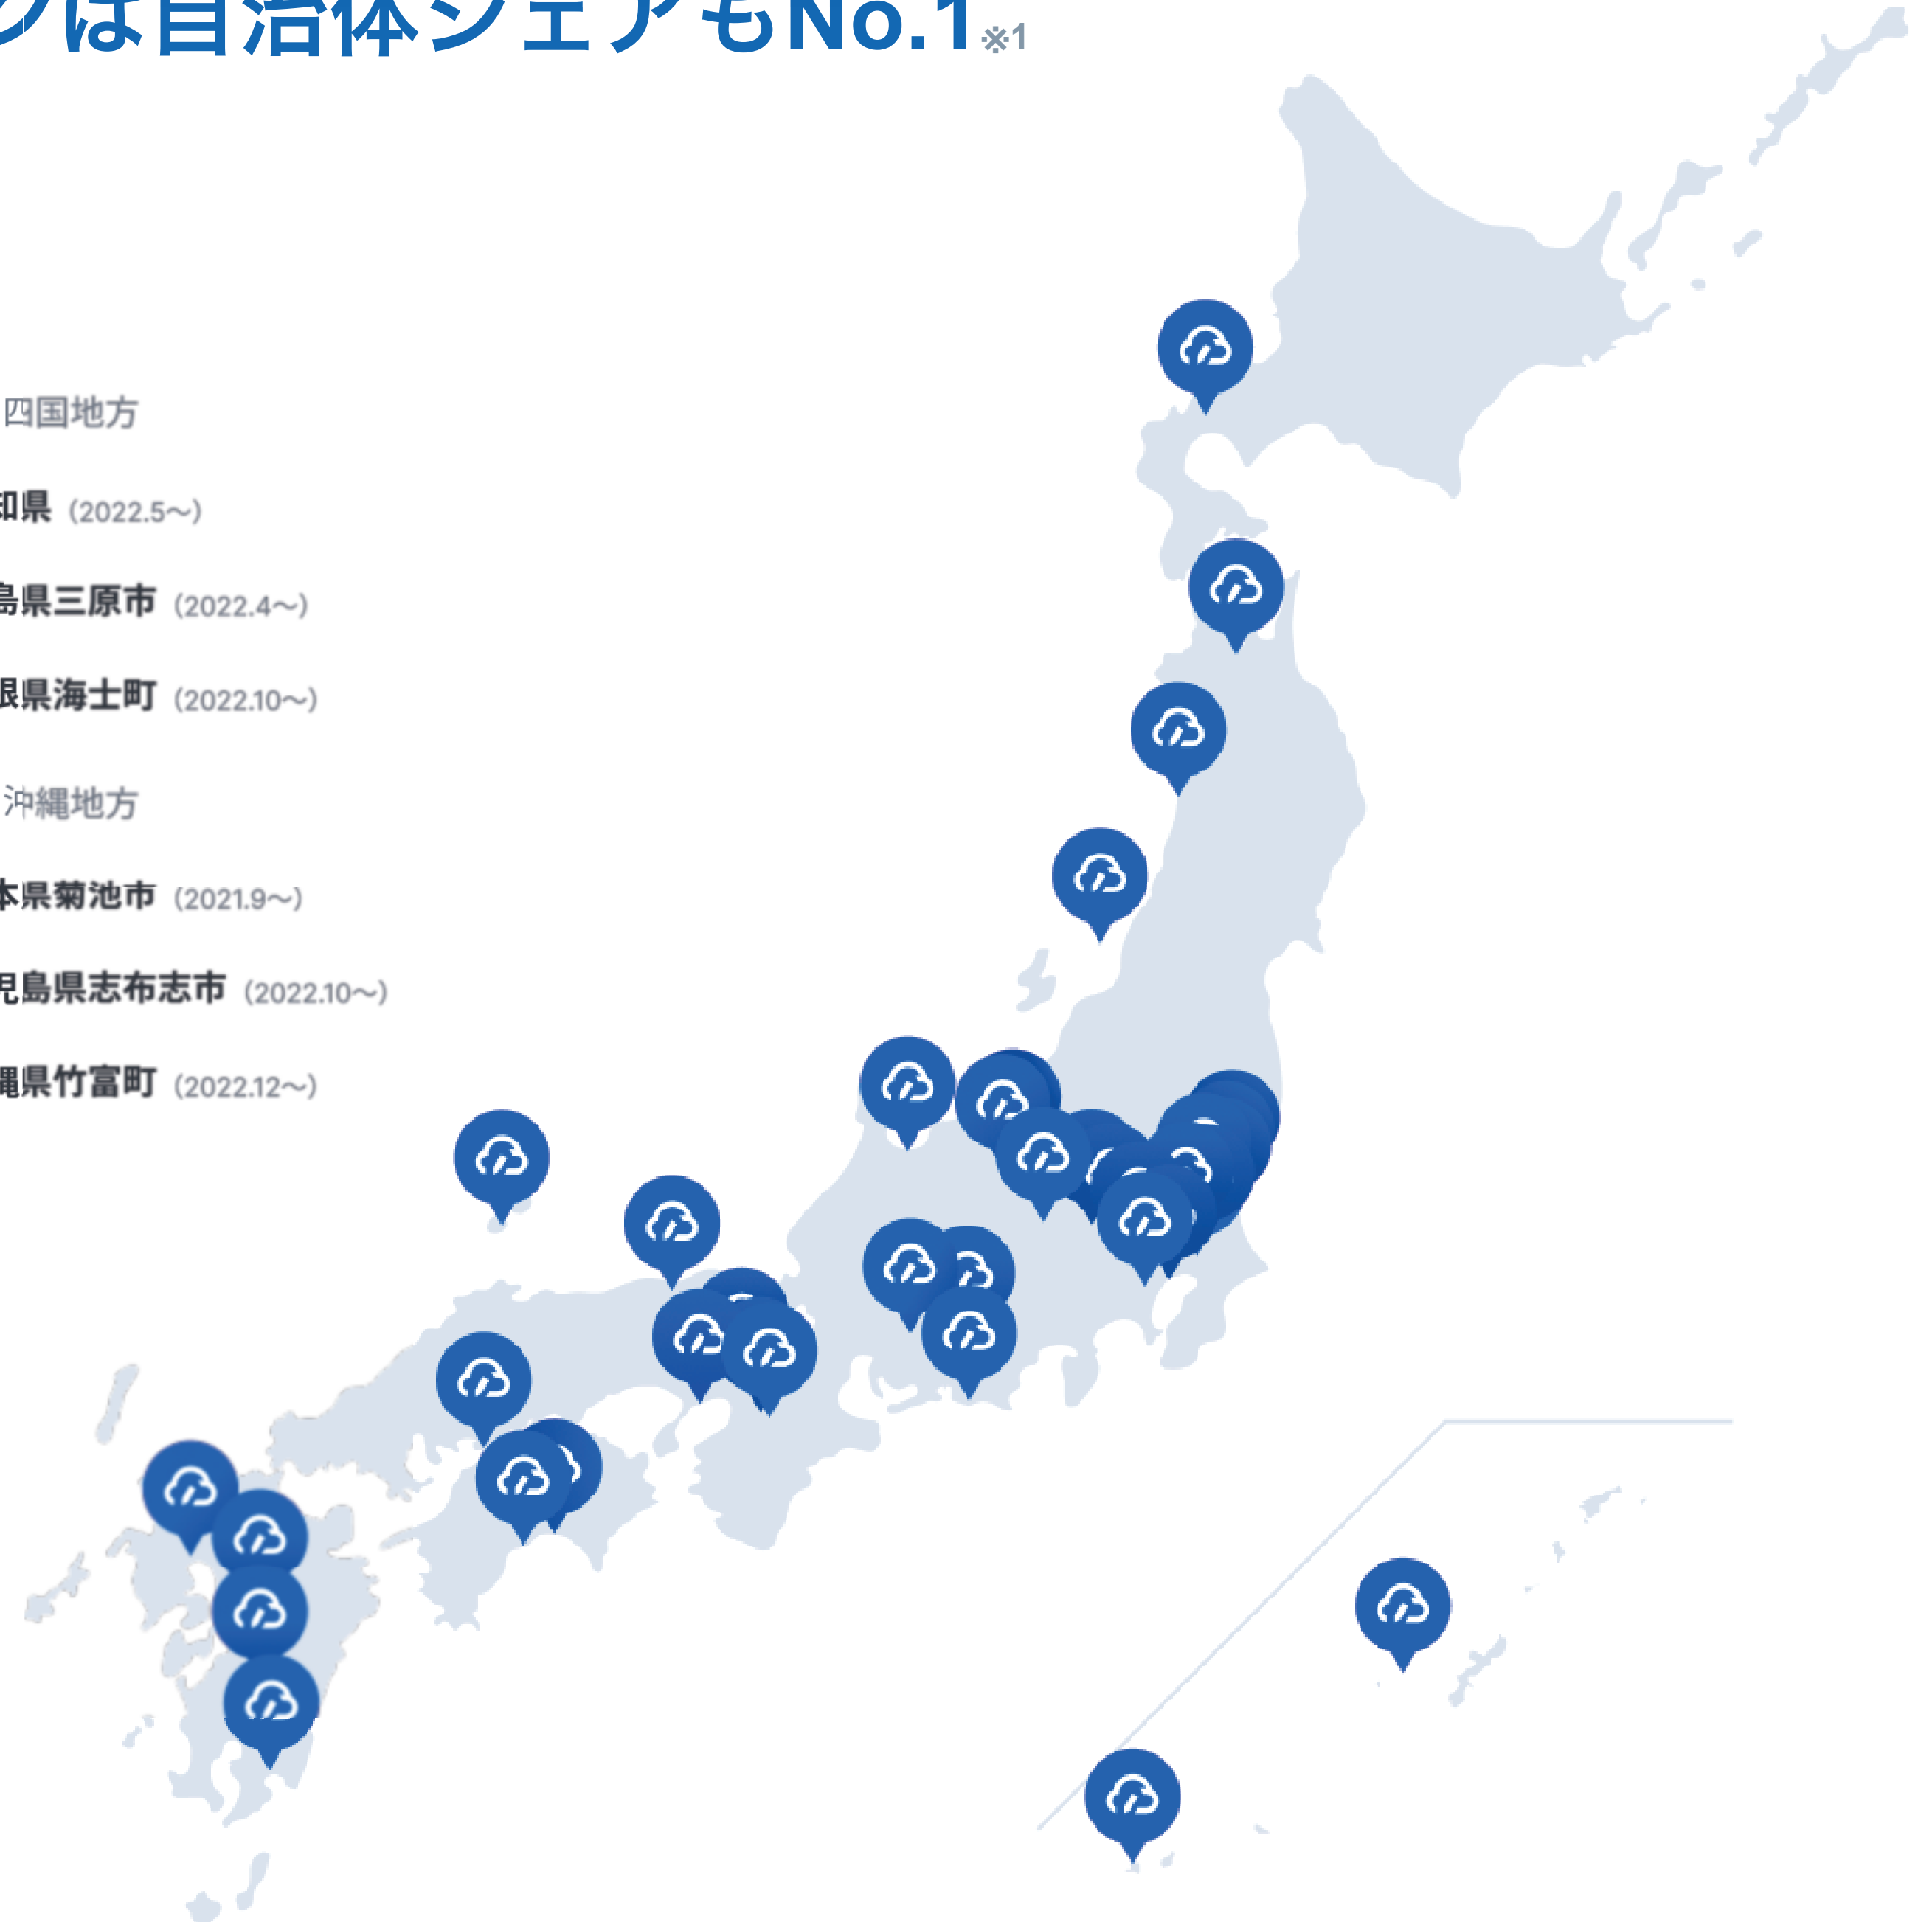 は自治体シェアもNo.1※1
四国地方
知県（2022.5〜）
島県三原市（2022.4〜）
根県海士町（2022.10〜）
沖縄地方
本県菊池市（2021.9〜）
児島県志布志市（2022.10〜）
縄県竹富町（2022.12〜）